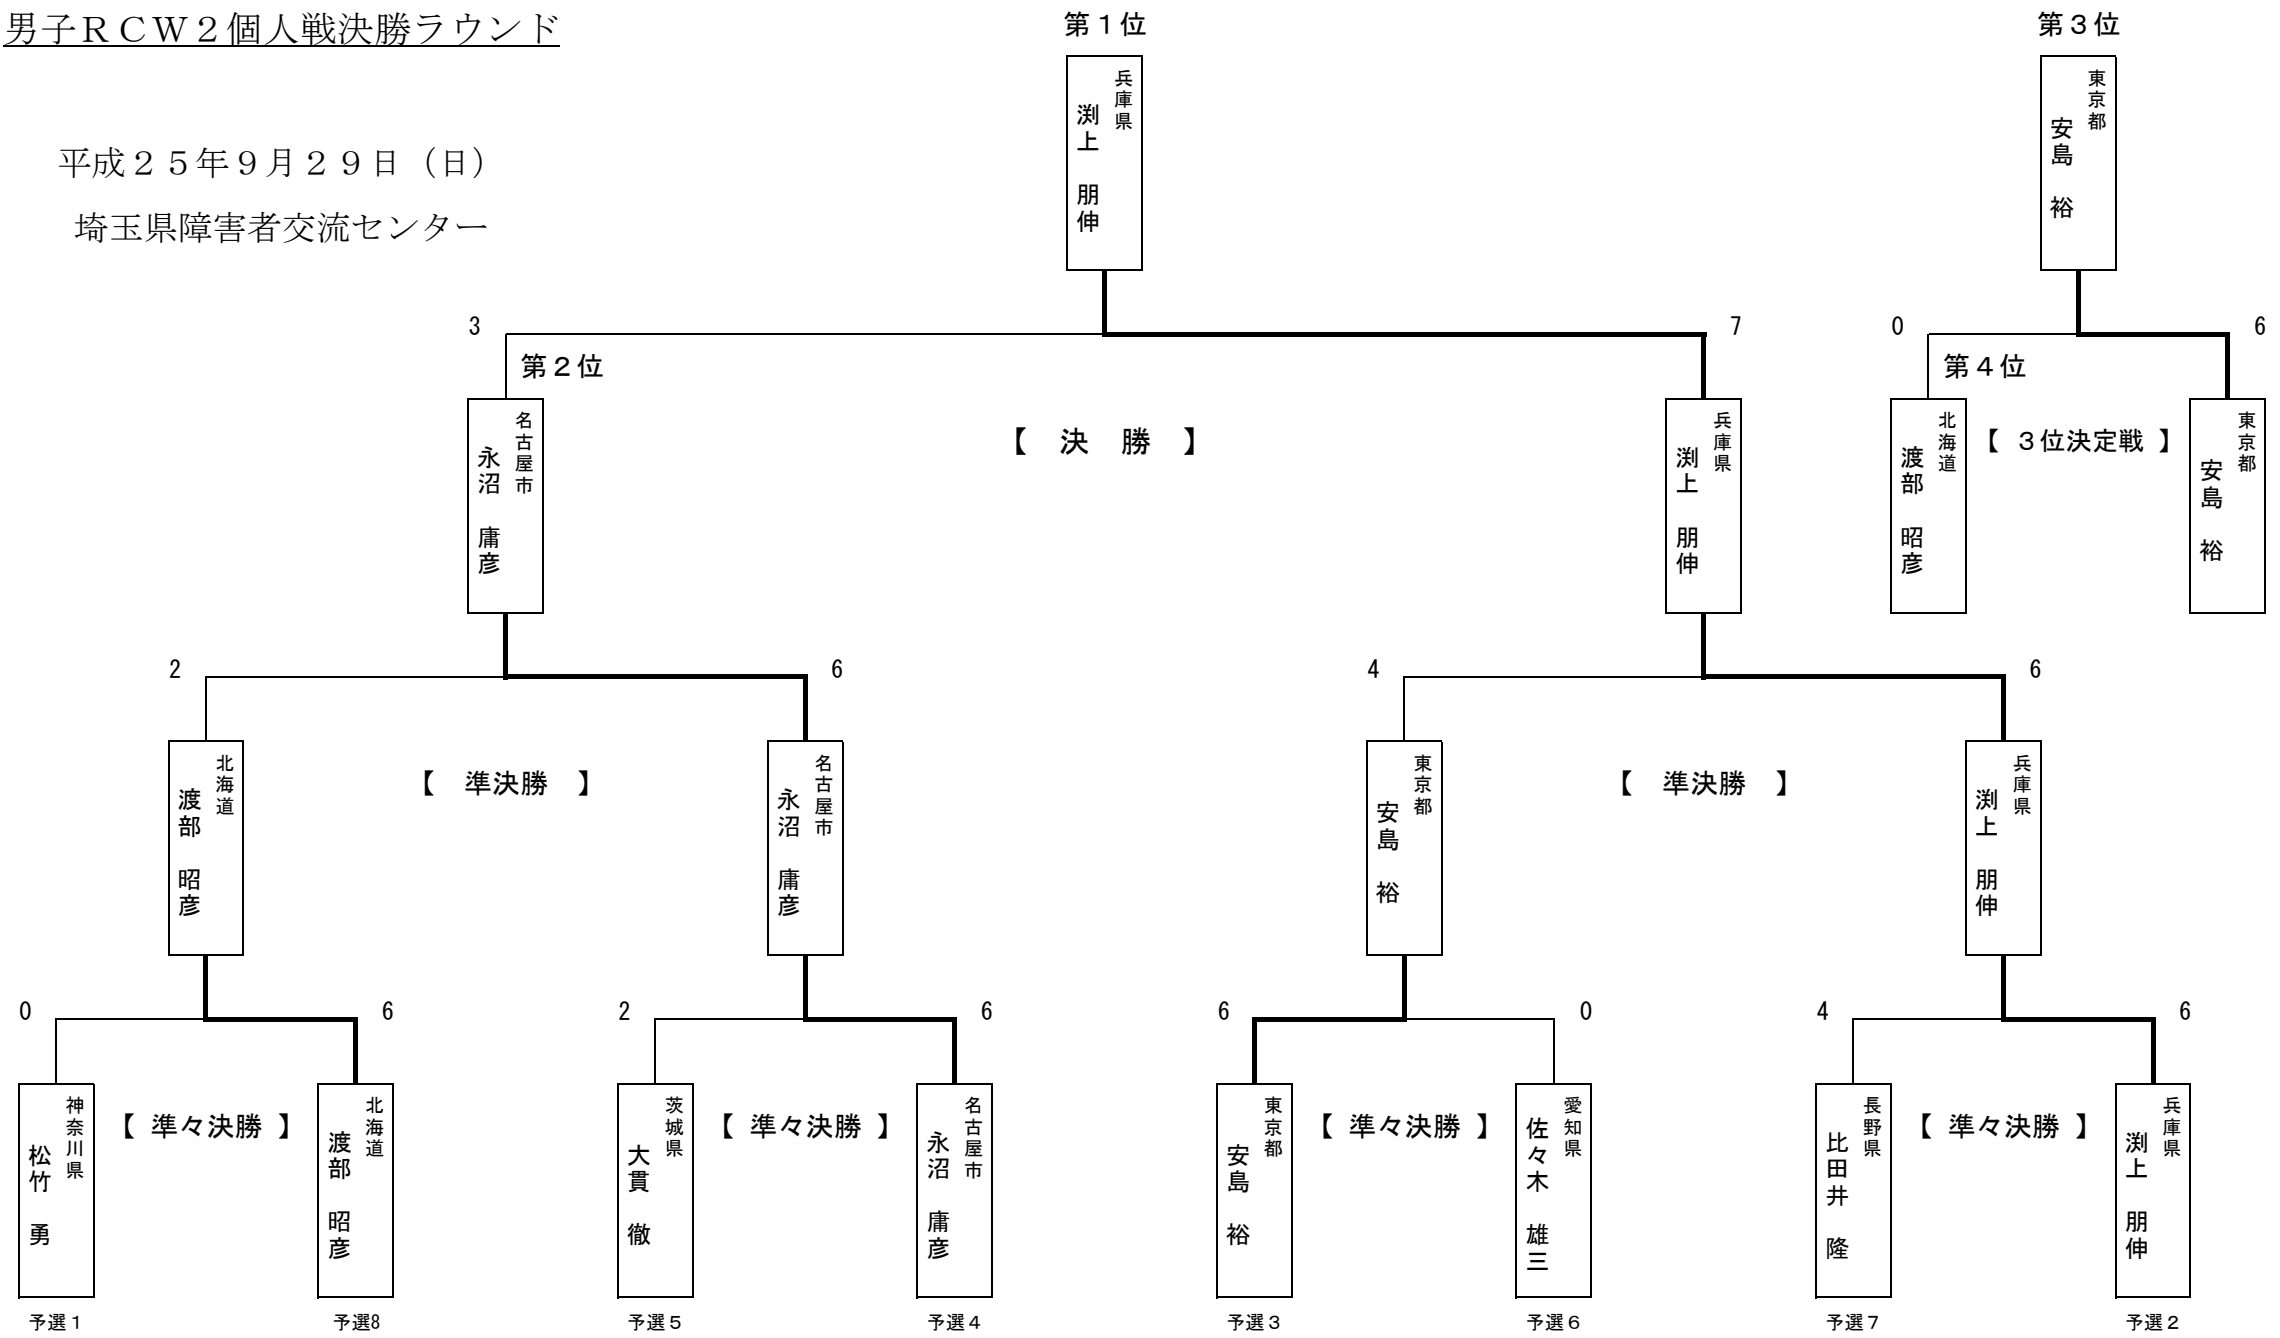 男子ＲＣＷ２個人戦決勝ラウンド
平成２５年９月２９日（日）
埼玉県障害者交流センター
第１位
兵庫県
渕上　朋伸
第３位
東京都
安島　裕
3
7
0
6
第２位
第４位
名古屋市
永沼　庸彦
【　決　勝　】
兵庫県
渕上　朋伸
北海道
渡部　昭彦
【 ３位決定戦 】
東京都
安島　裕
2
6
4
6
北海道
渡部　昭彦
【　準決勝　】
名古屋市
永沼　庸彦
東京都
安島　裕
【　準決勝　】
兵庫県
渕上　朋伸
0
6
2
6
6
0
4
6
神奈川県
松竹　勇
【 準々決勝 】
北海道
渡部　昭彦
茨城県
大貫　徹
【 準々決勝 】
名古屋市
永沼　庸彦
東京都
安島　裕
【 準々決勝 】
愛知県
佐々木　雄三
長野県
比田井　隆
【 準々決勝 】
兵庫県
渕上　朋伸
予選１
予選8
予選５
予選４
予選３
予選６
予選７
予選２